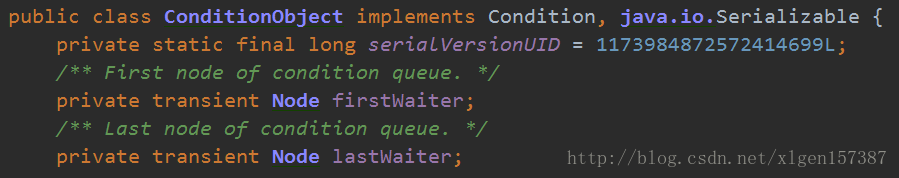 public class ConditionObject implements Condition, java.io.Serializable {
private static final long serialVersionUID = 1173984872572414699L;
/** First node of condition queue. */
private transient Node firstWaiter;
/** Last node of condition queue. */
private transient Node lastWaiter;
http://blog.csdn.net/xlgen157387